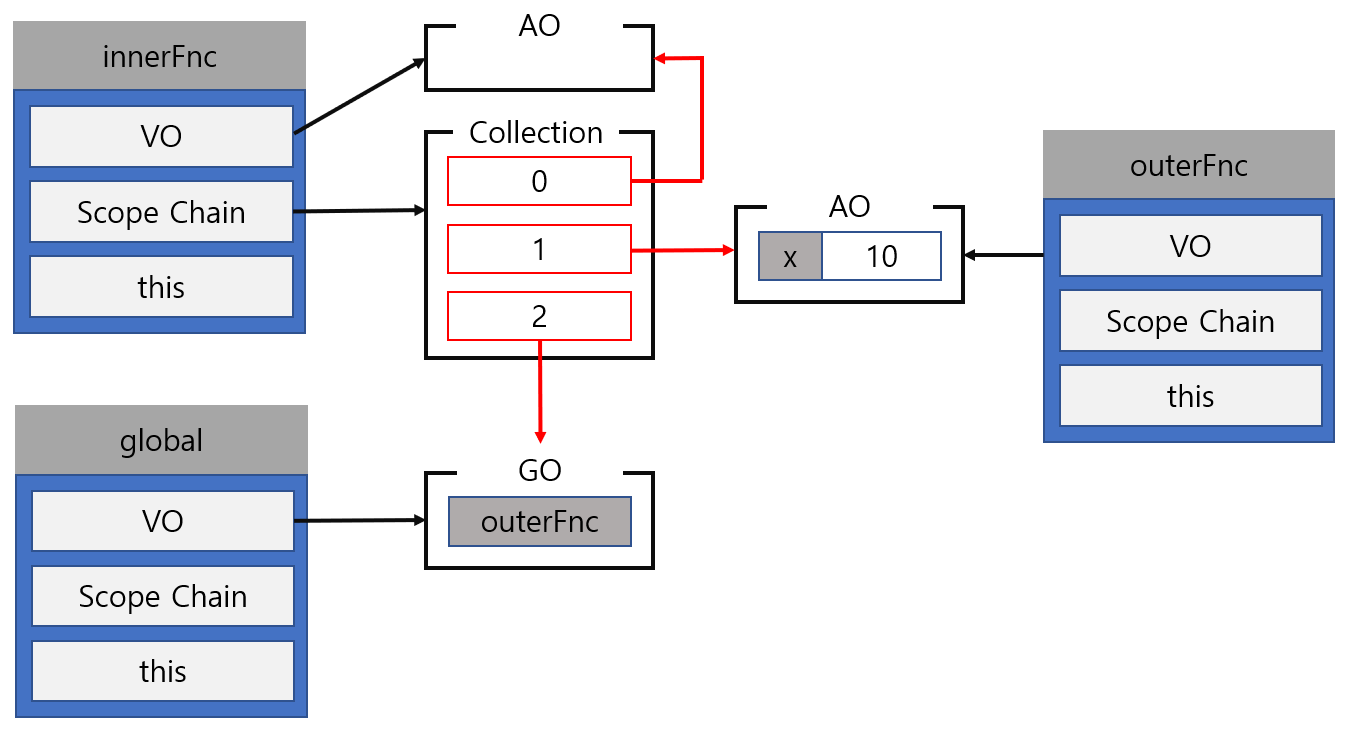 innerFnc
VO
Scope Chain
this
AO
Collection
0
1
2
AO
x 10
outerFnc
VO
Scope Chain
this
global
VO
Scope Chain
this
GO
outerFnc